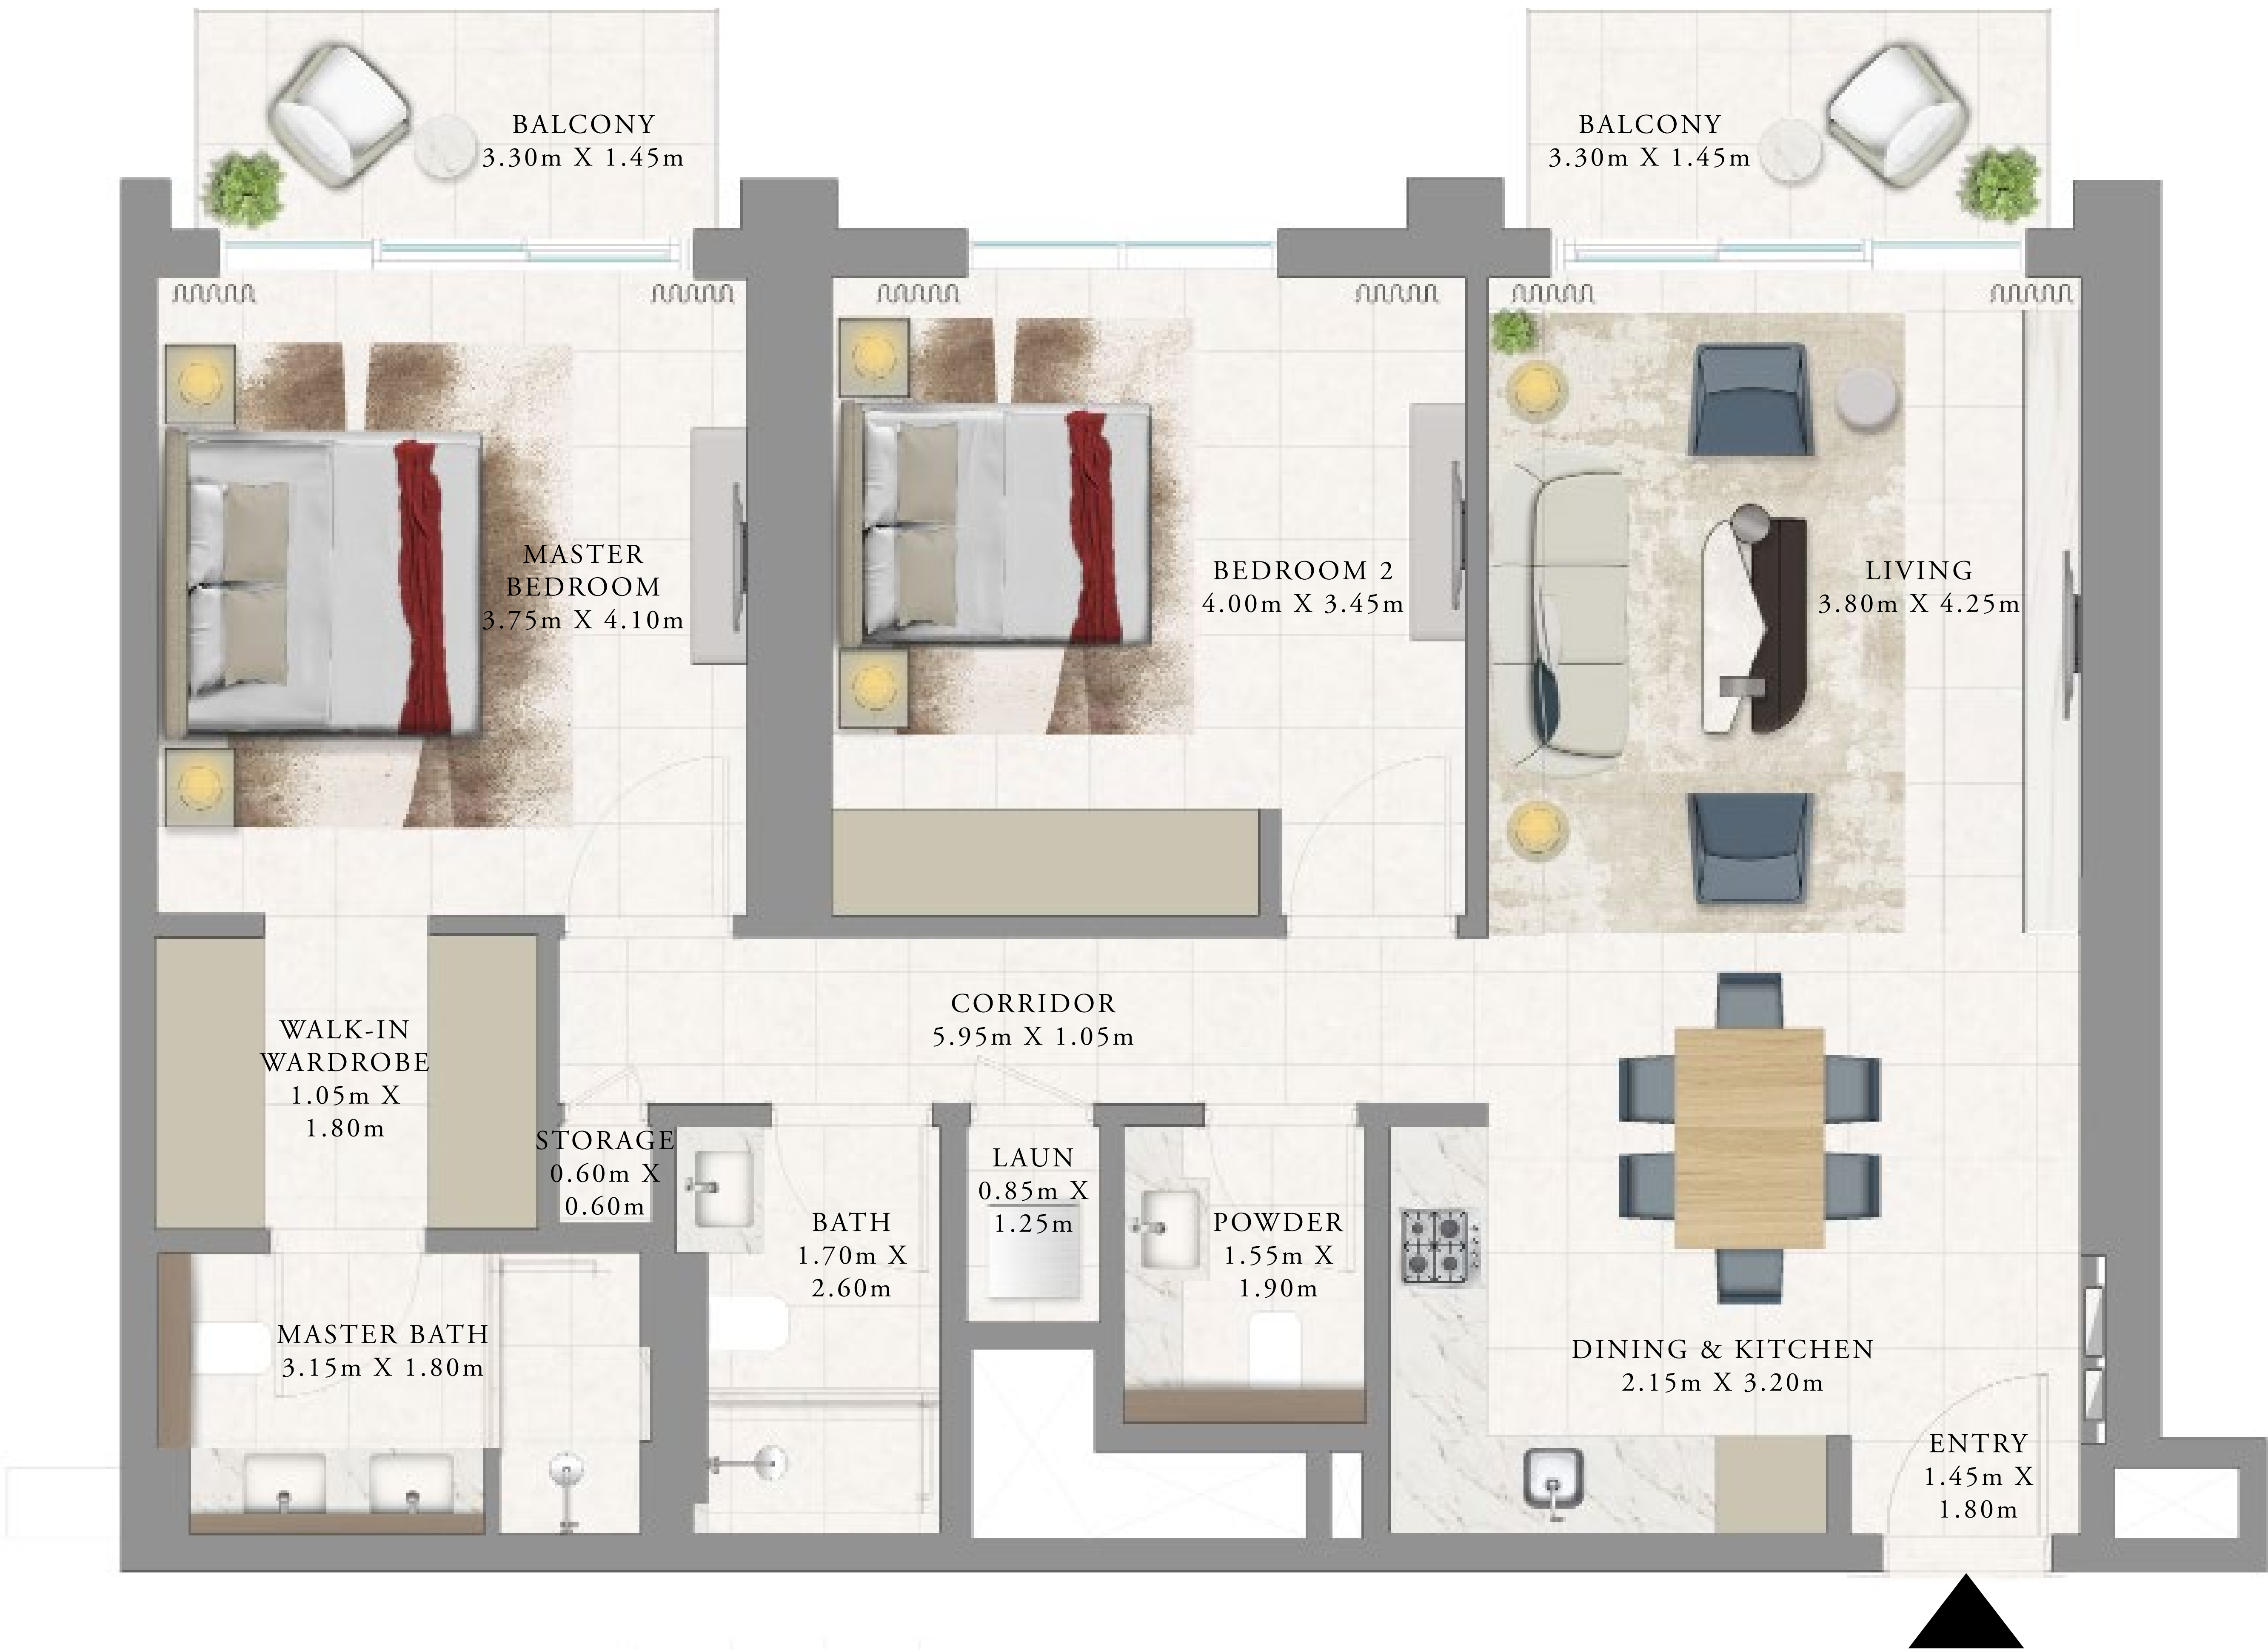 BALCONY
3.30m X 1.45m
BALCONY
3.30m X 1.45m
MASTER
BEDROOM
3.75m X 4.10m
BEDROOM 2
4.00m X 3.45m
LIVING
3.80m X 4.25m
CORRIDOR
5.95m X 1.05m
WALK-IN
WARDROBE
1.05m X
1.80m
STORAGE
0.60m X
0.60m
BATH
1.70m X
2.60m
LAUN
0.85m X
1.25m
POWDER
1.55m X
1.90m
MASTER BATH
3.15m X 1.80m
DINING & KITCHEN
2.15m X 3.20m
ENTRY
1.45m X
1.80m